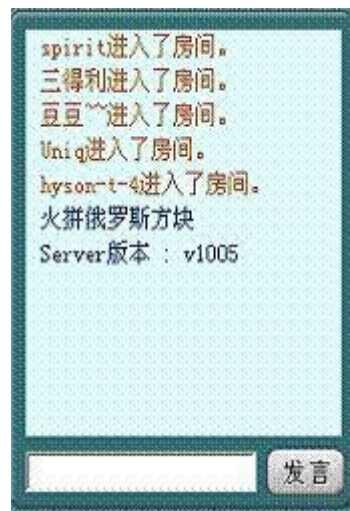 spirit进入了房间。
三得利进入了房间。
豆豆~~进入了房间。
Uniq进入了房间。
hyson-t-4进入了房间。
火拼俄罗斯方块
Server版本 : v1005
发言